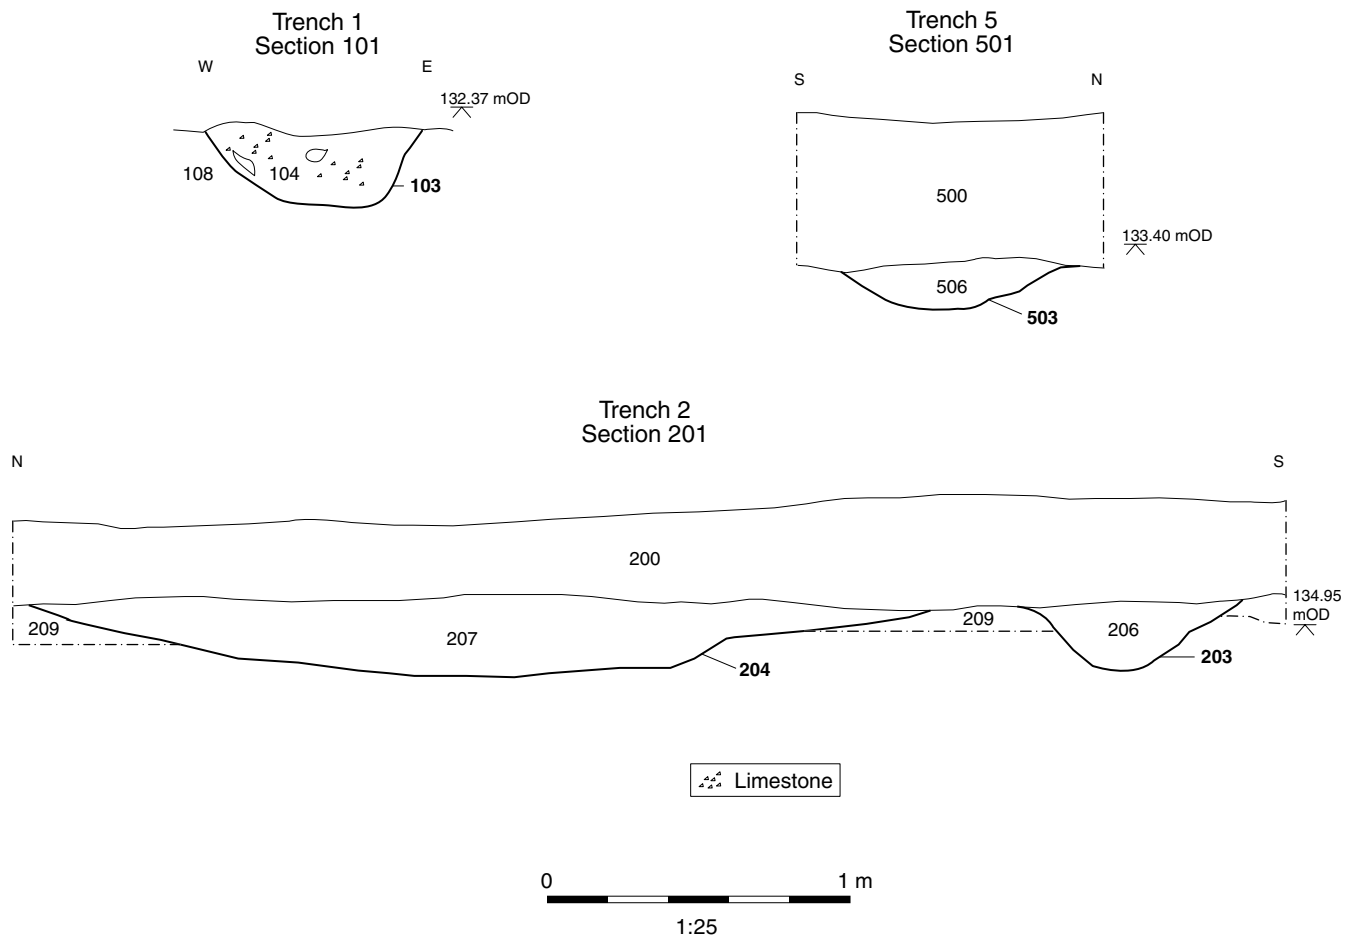 Trench 1
Section 101
W
E
132.37 mOD
108
104
103
Trench 5
Section 501
S
N
500
133.40 mOD
506
503
Trench 2
Section 201
N
S
200
134.95
mOD
209
207
209
206
204
203
Limestone
0
1 m
1:25